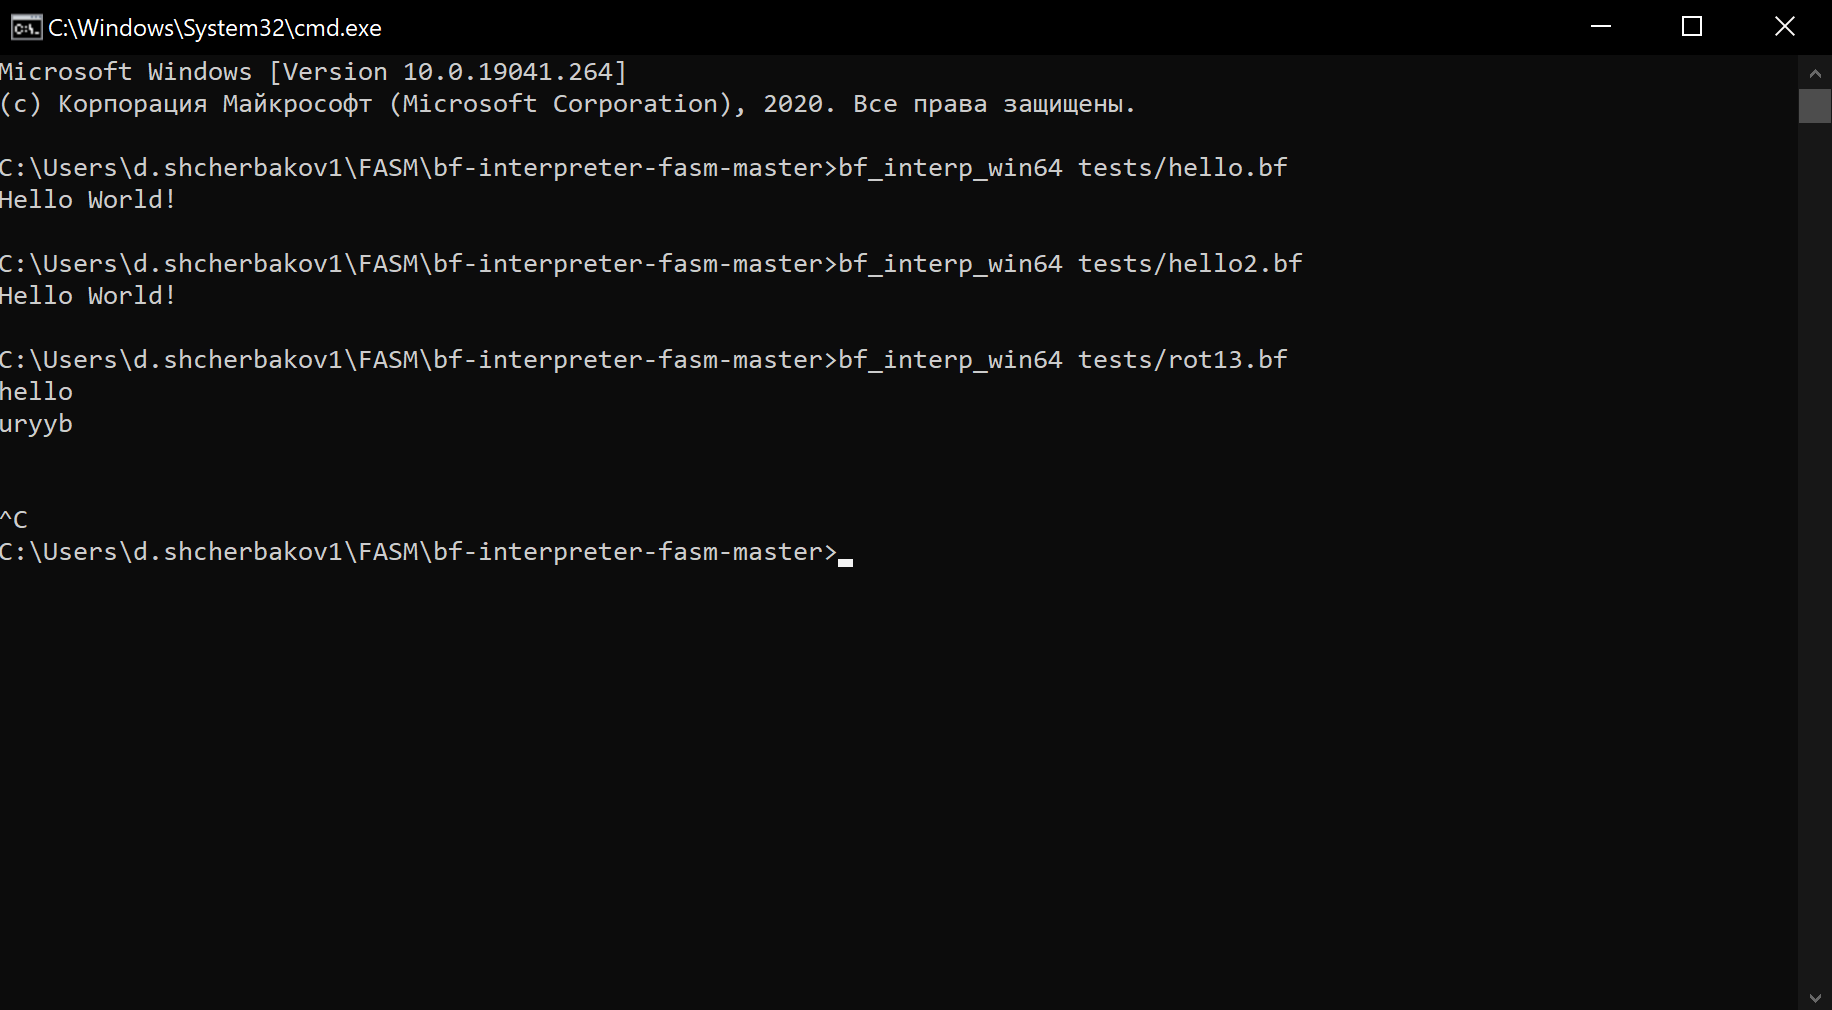 C:\Windows\System32\cmd.exe
Microsoft Windows [Version 10.0.19041.264]
(c) Корпорация Майкрософт (Microsoft Corporation), 2020. Все права защищены.
C:\Users\d.shcherbakov1\FASM\bf-interpreter-fasm-master>bf_interp_win64 tests/hello.bf
Hello World!
C:\Users\d.shcherbakov1\FASM\bf-interpreter-fasm-master>bf_interp_win64 tests/hello2.bf
Hello World!
C:\Users\d.shcherbakov1\FASM\bf-interpreter-fasm-master>bf_interp_win64 tests/rot13.bf
hello
uryyb
^C
C:\Users\d.shcherbakov1\FASM\bf-interpreter-fasm-master>